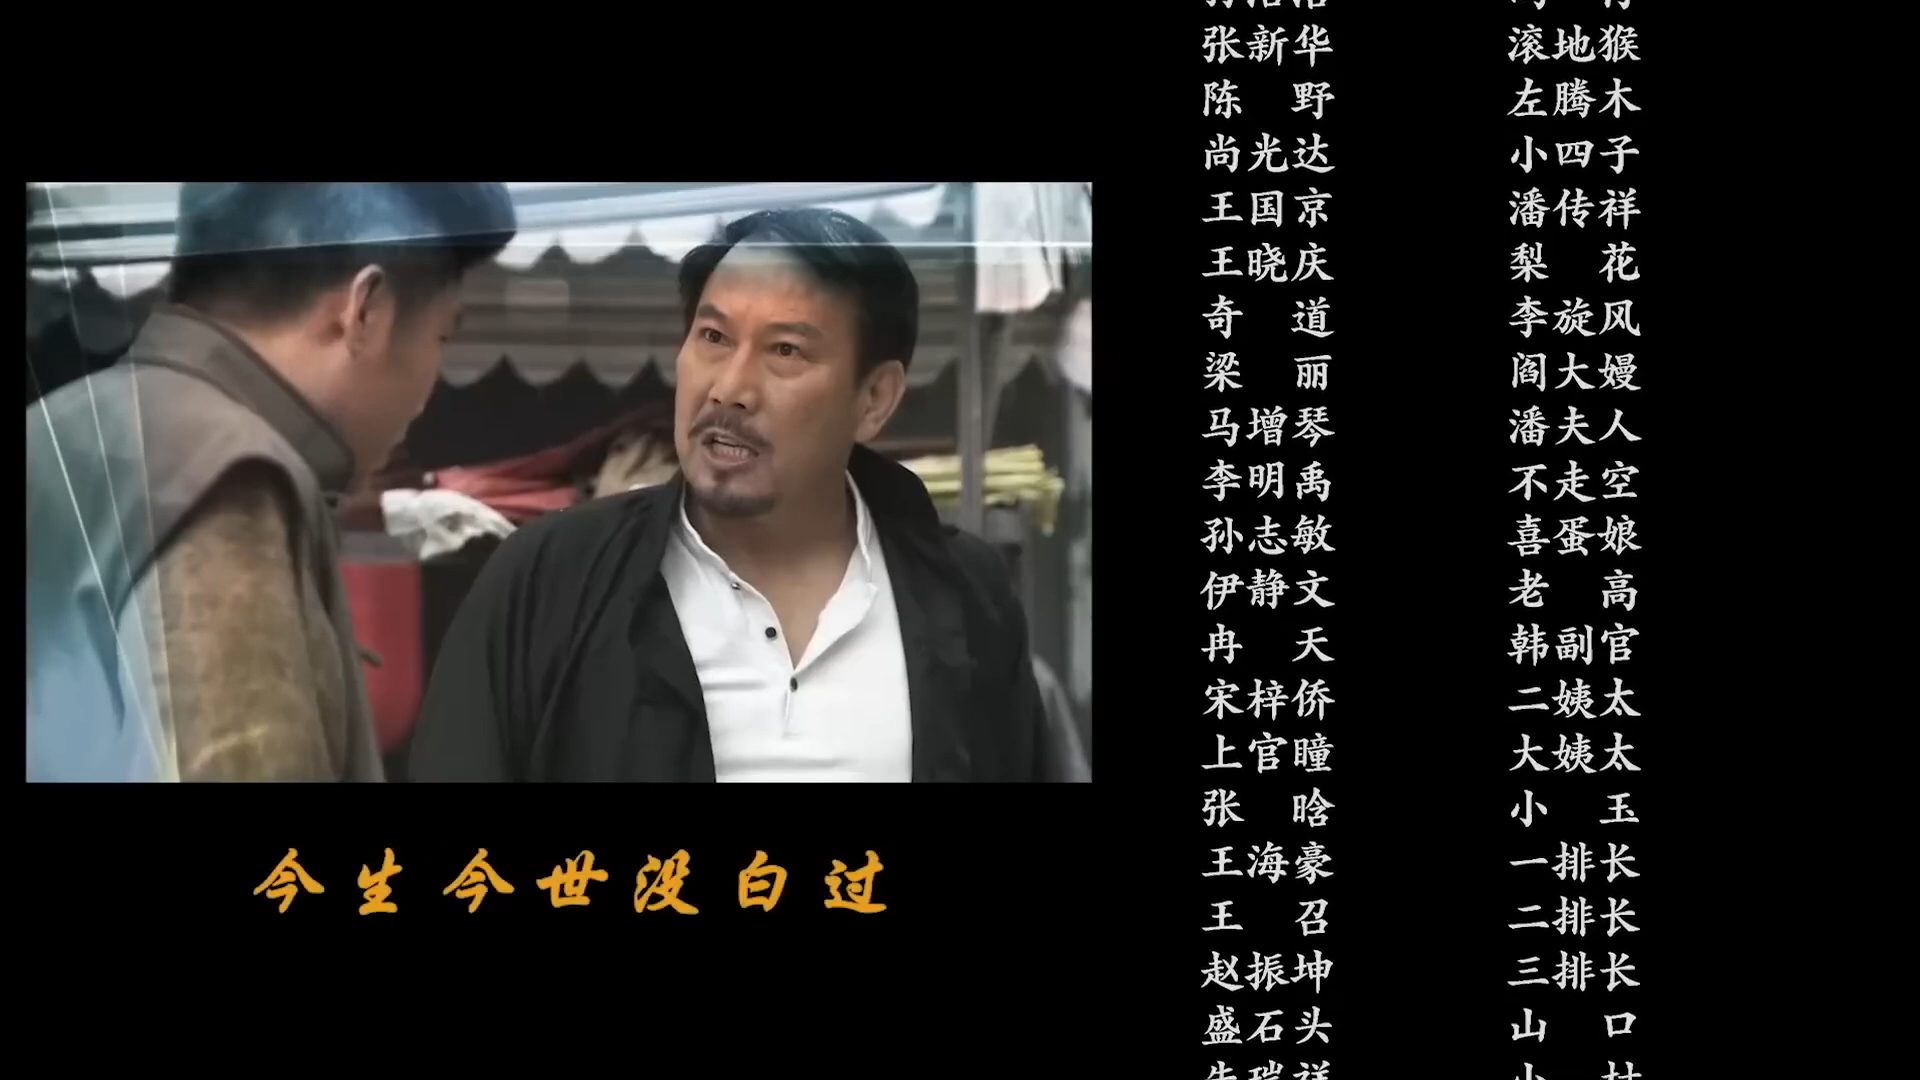 张新华 滚地猴
陈野 左腾木
尚光达 小四子
王国京 潘传祥
王晓庆 梨花
奇道 李旋风
梁丽 阎大嫚
马增琴 潘夫人
李明禹 不走空
孙志敏 喜蛋娘
伊静文 老高
冉天 韩副官
宋梓侨 二姨太
上官瞳 大姨太
张晗 小玉
王海豪 一排长
王召 二排长
赵振坤 三排长
盛石头 山口
今生今世没白过